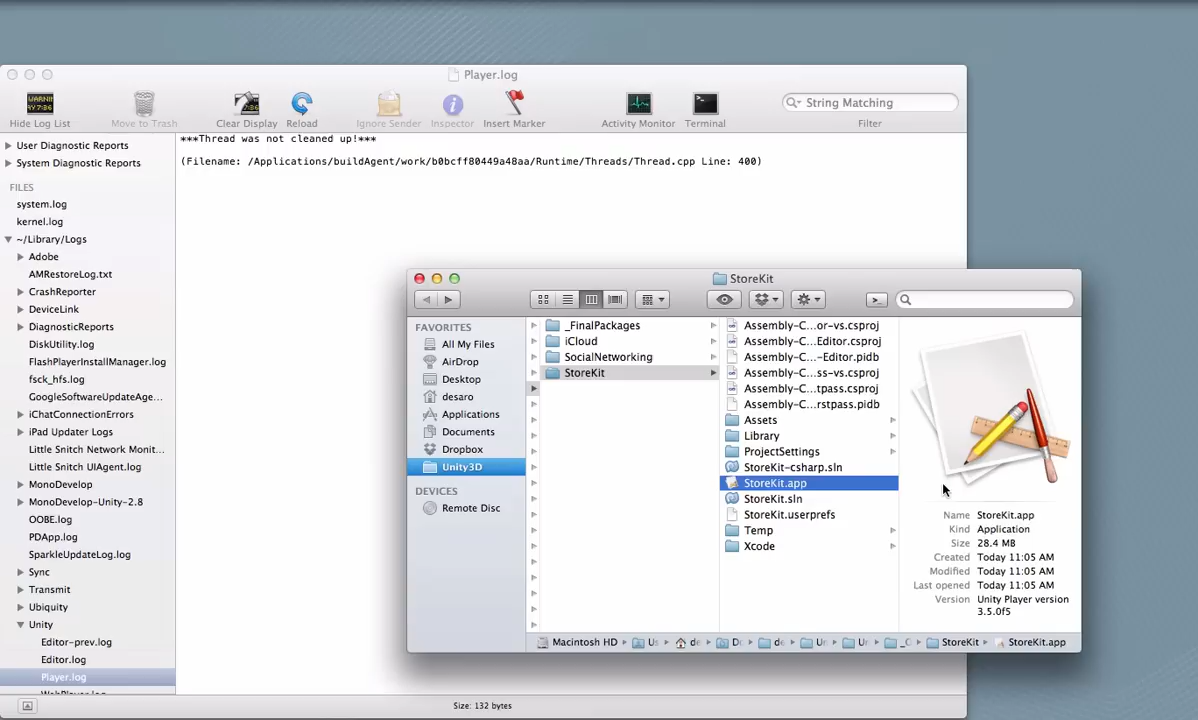 Player.log
Hide Log List
Move to Trash
Clear Display
Reload
Ignore Sender
Inspector
Insert Marker
Activity Monitor
Terminal
String Matching
Filter
User Diagnostic Reports
System Diagnostic Reports
FILES
system.log
kernel.log
~/Library/Logs
Adobe
AMRestoreLog.txt
CrashReporter
DeviceLink
DiagnosticReports
DiskUtility.log
FlashPlayerInstallManager.log
fsck_hfs.log
GoogleSoftwareUpdateAge...
iChatConnectionErrors
iPad Updater Logs
Little Snitch Network Monit...
Little Snitch UIAgent.log
MonoDevelop
MonoDevelop-Unity-2.8
OOBE.log
PDApp.log
SparkleUpdateLog.log
Sync
Transmit
Ubiquity
Unity
Editor-prev.log
Editor.log
Player.log
WebPlayer.log
***Thread was not cleaned up!***
(Filename: /Applications/buildAgent/work/b0bcff80449a48aa/Runtime/Threads/Thread.cpp Line: 400)
Size: 132 bytes
StoreKit
FAVORITES
All My Files
AirDrop
Desktop
desaro
Applications
Documents
Dropbox
Unity3D
DEVICES
Remote Disc
_FinalPackages
iCloud
SocialNetworking
StoreKit
Assembly-C...or-vs.csproj
Assembly-C...Editor.csproj
Assembly-C...-Editor.pidb
Assembly-C...ss-vs.csproj
Assembly-C...tpass.csproj
Assembly-C...rstpass.pidb
Assets
Library
ProjectSettings
StoreKit-csharp.sln
StoreKit.app
StoreKit.sln
StoreKit.userprefs
Temp
Xcode
Name StoreKit.app
Kind Application
Size 28.4 MB
Created Today 11:05 AM
Modified Today 11:05 AM
Last opened Today 11:05 AM
Version Unity Player version
3.5.0f5
Macintosh HD
StoreKit
StoreKit.app